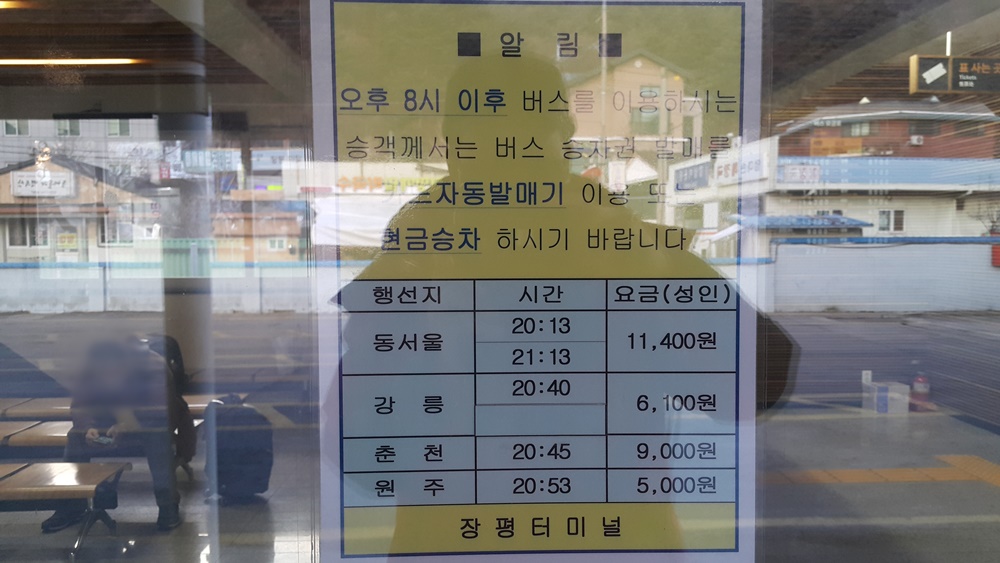 ■ 알 림 ■
오후 8시 이후 버스를 이용하시는
승객께서는 버스 승차권 발매를
자동발매기 이용 또는
현금승차 하시기 바랍니다
행선지 시간 요금(성인)
동서울 20:13 11,400원
21:13
강 릉 20:40 6,100원
춘 천 20:45 9,000원
원 주 20:53 5,000원
장평터미널
표 사는 곳
Tickets